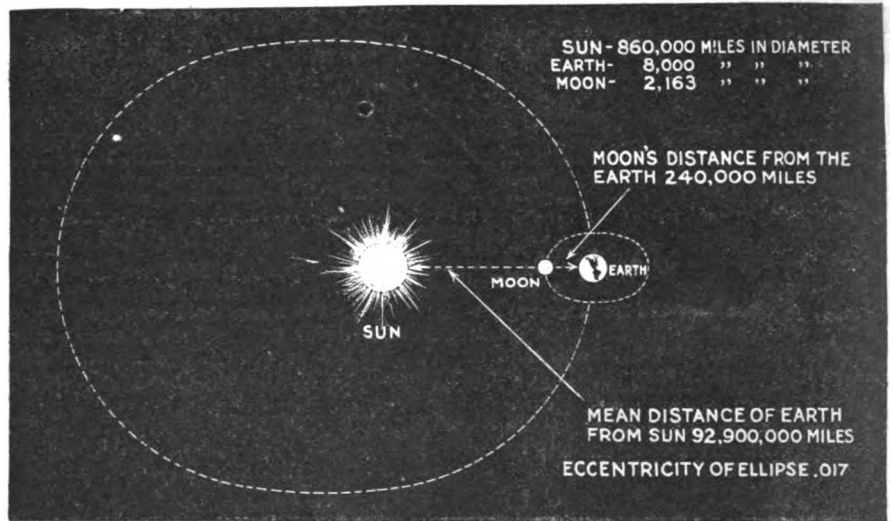 SUN- 860,000 MILES IN DIAMETER
EARTH- 8,000 " " "
MOON- 2,163 " " "
MOON'S DISTANCE FROM THE
EARTH 240,000 MILES
MOON
EARTH
SUN
MEAN DISTANCE OF EARTH
FROM SUN 92,900,000 MILES
ECCENTRICITY OF ELLIPSE .017